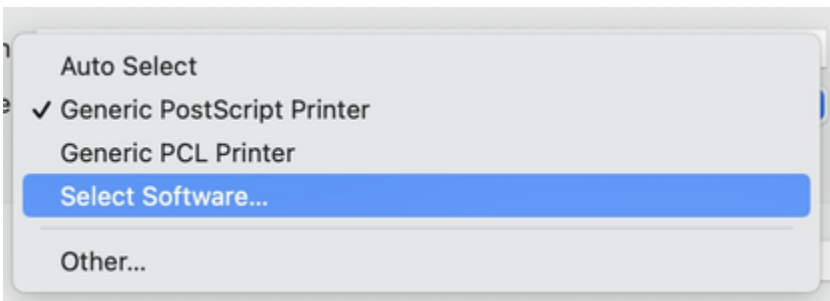 Auto Select
✓ Generic PostScript Printer
Generic PCL Printer
Select Software...
Other...